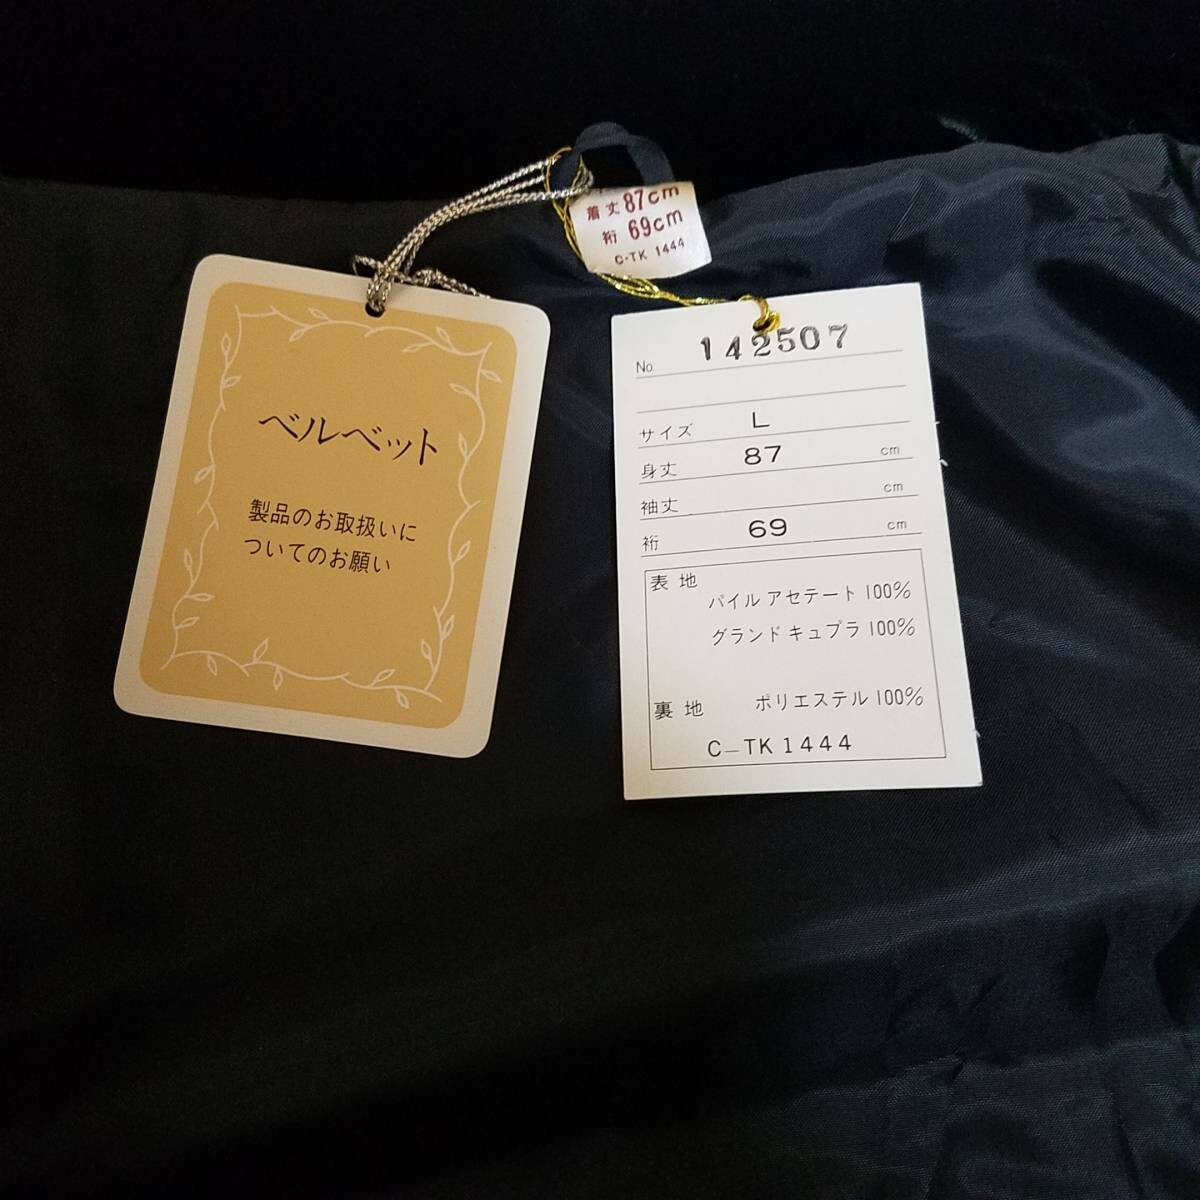 着丈 87cm
裄 69cm
C-TK 1444
ベルベット
製品のお取扱いに
ついてのお願い
No. 142507
サイズ L
身丈 87 cm
袖丈 cm
裄 69 cm
表地
パイル アセテート 100%
グランド キュプラ 100%
裏地 ポリエステル 100%
C-TK1444